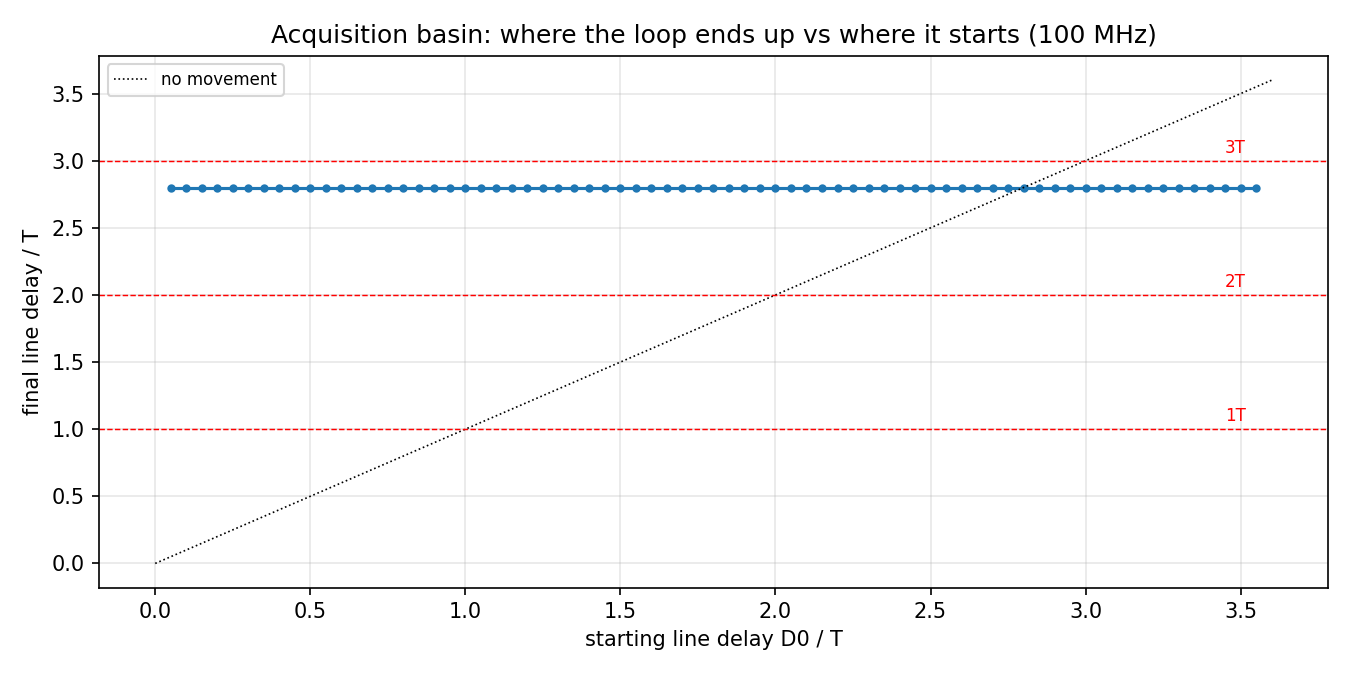 Acquisition basin: where the loop ends up vs where it starts (100 MHz)
no movement
3.5
3.0
2.5
2.0
1.5
1.0
0.5
0.0
final line delay / T
3T
2T
1T
0.0 0.5 1.0 1.5 2.0 2.5 3.0 3.5
starting line delay D0 / T